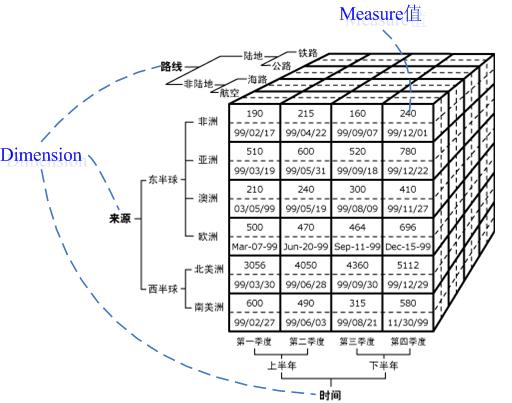 Measure值
路线
陆地
铁路
公路
非陆地
海路
航空
Dimension
来源
东半球
西半球
非洲
亚洲
澳洲
欧洲
北美洲
南美洲
190 215 160 240
99/02/17 99/04/22 99/09/07 99/12/01
510 600 520 780
99/03/19 99/05/31 99/09/18 99/12/22
210 240 300 410
03/05/99 99/05/19 99/08/09 99/11/27
500 470 464 696
Mar-07-99 Jun-20-99 Sep-11-99 Dec-15-99
3056 4050 4360 5112
99/03/30 99/06/28 99/09/30 99/12/29
600 490 315 580
99/02/27 99/06/03 99/08/21 11/30/99
第一季度 第二季度 第三季度 第四季度
上半年 下半年
时间